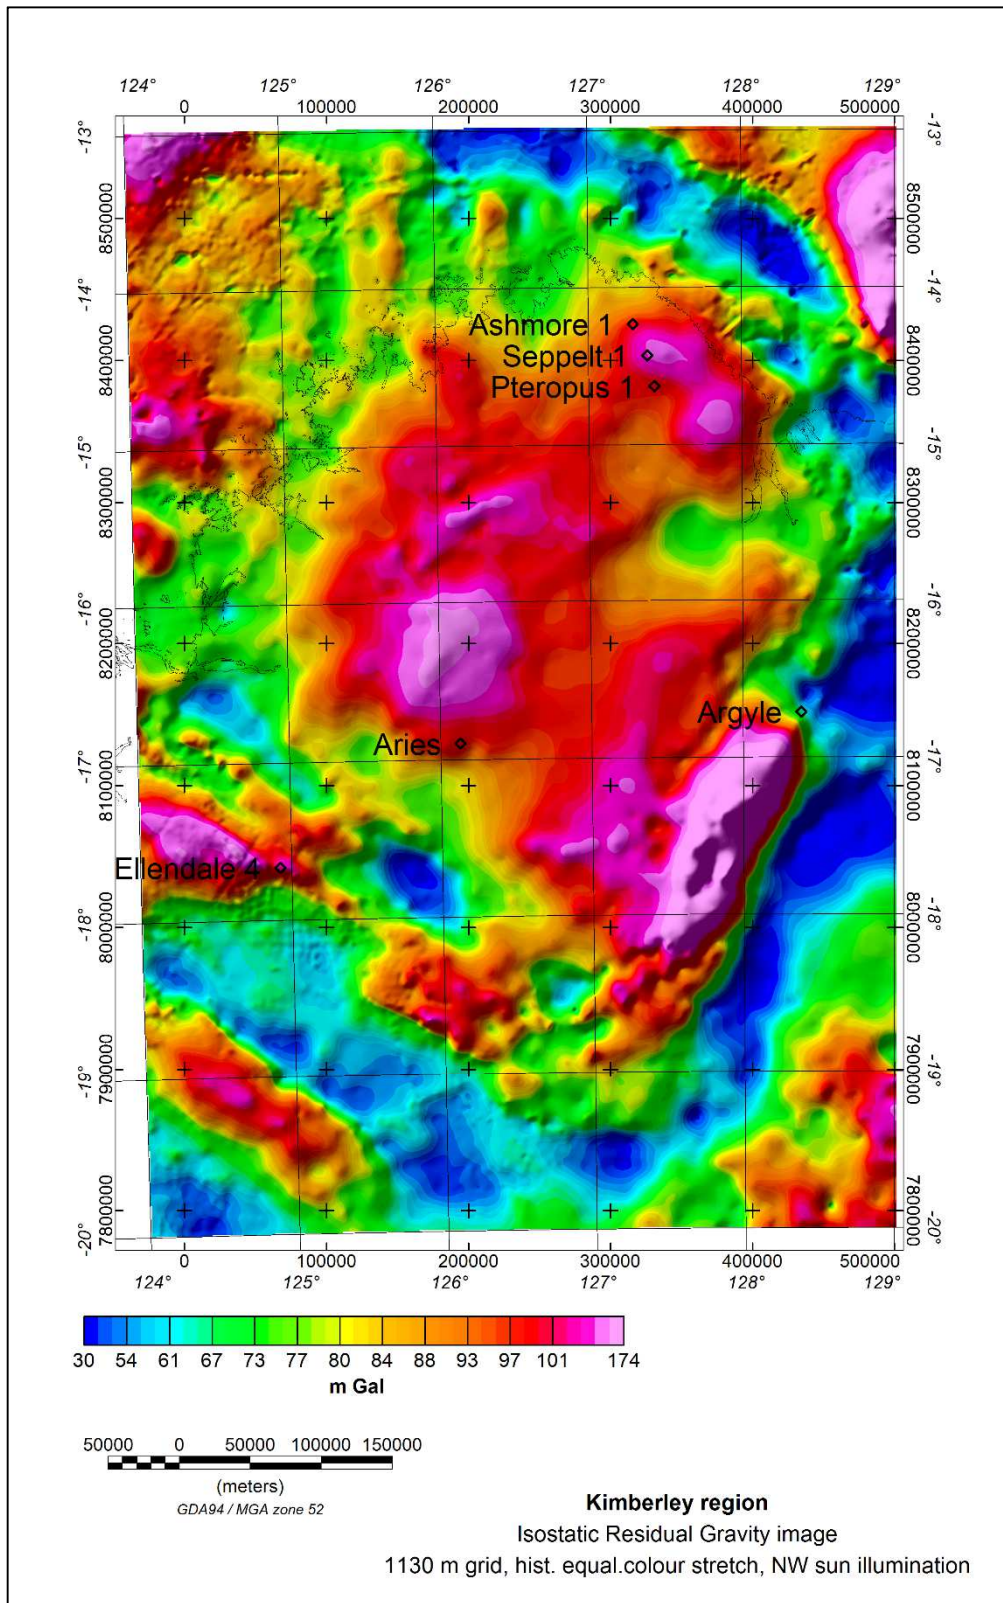 124° 125° 126° 127° 128° 129°
0 100000 200000 300000 400000 500000
-13° -13°
8500000 8500000
-14° -14°
Ashmore 1
8400000 Seppelt 1 8400000
Pteropus 1
-15° -15°
8300000 8300000
-16° -16°
8200000 8200000
Argyle
Aries
-17° -17°
8100000 8100000
Ellendale 4
-18° -18°
8000000 8000000
-19° -19°
7900000 7900000
7800000 7800000
-20° -20°
0 100000 200000 300000 400000 500000
124° 125° 126° 127° 128° 129°
30 54 61 67 73 77 80 84 88 93 97 101 174
m Gal
50000 0 50000 100000 150000
(meters)
GDA94 / MGA zone 52
Kimberley region
Isostatic Residual Gravity image
1130 m grid, hist. equal.colour stretch, NW sun illumination